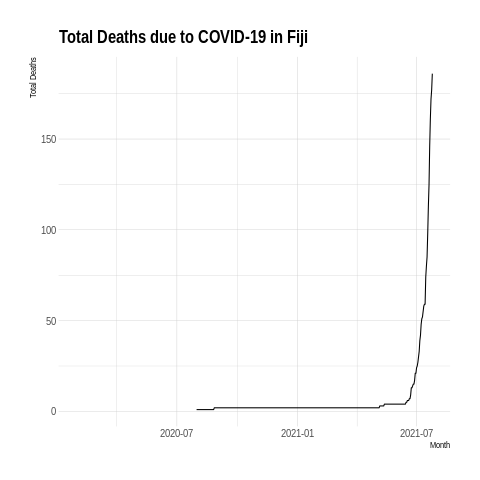 Total Deaths due to COVID-19 in Fiji
Total Deaths
150
100
50
0
2020-07
2021-01
2021-07
Month